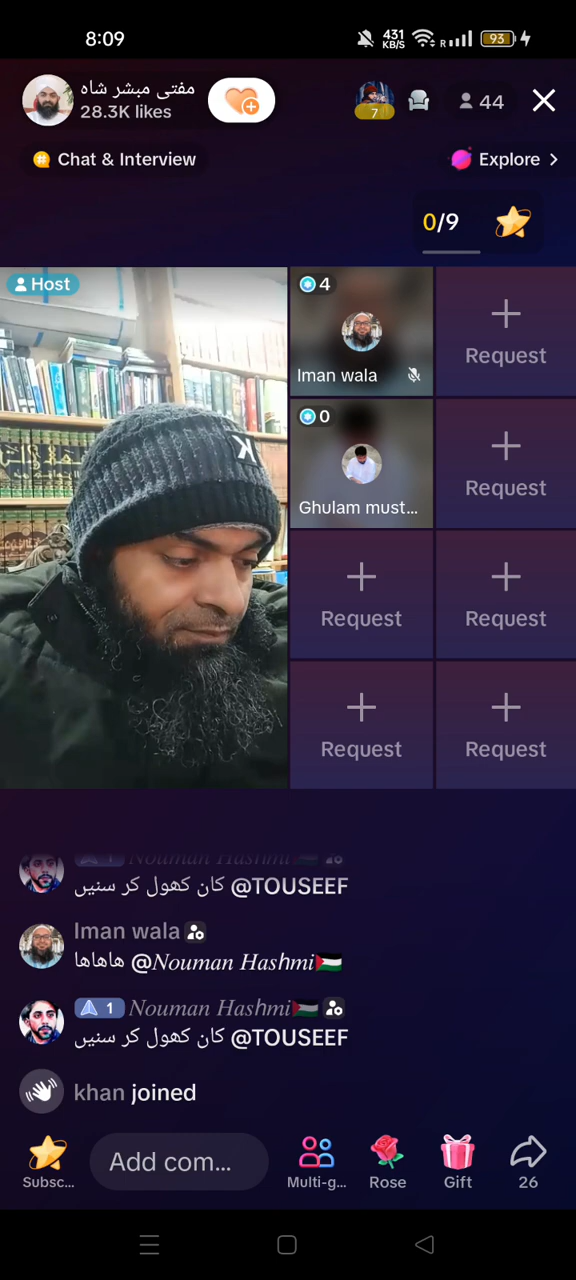 8:09
431 KB/S
R
93
مفتی مبشر شاہ
28.3K likes
7
44
# Chat & Interview
Explore
0/9
Host
K
4
Iman wala
0
Ghulam must...
Request
Request
Request
Request
Request
Request
1 Nouman Hashmi🇵🇸
@TOUSEEF کان کھول کر سنیں
Iman wala
@Nouman Hashmi🇵🇸 ھاھاھا
1 Nouman Hashmi🇵🇸
@TOUSEEF کان کھول کر سنیں
khan joined
Subsc...
Add com...
Multi-g...
Rose
Gift
26